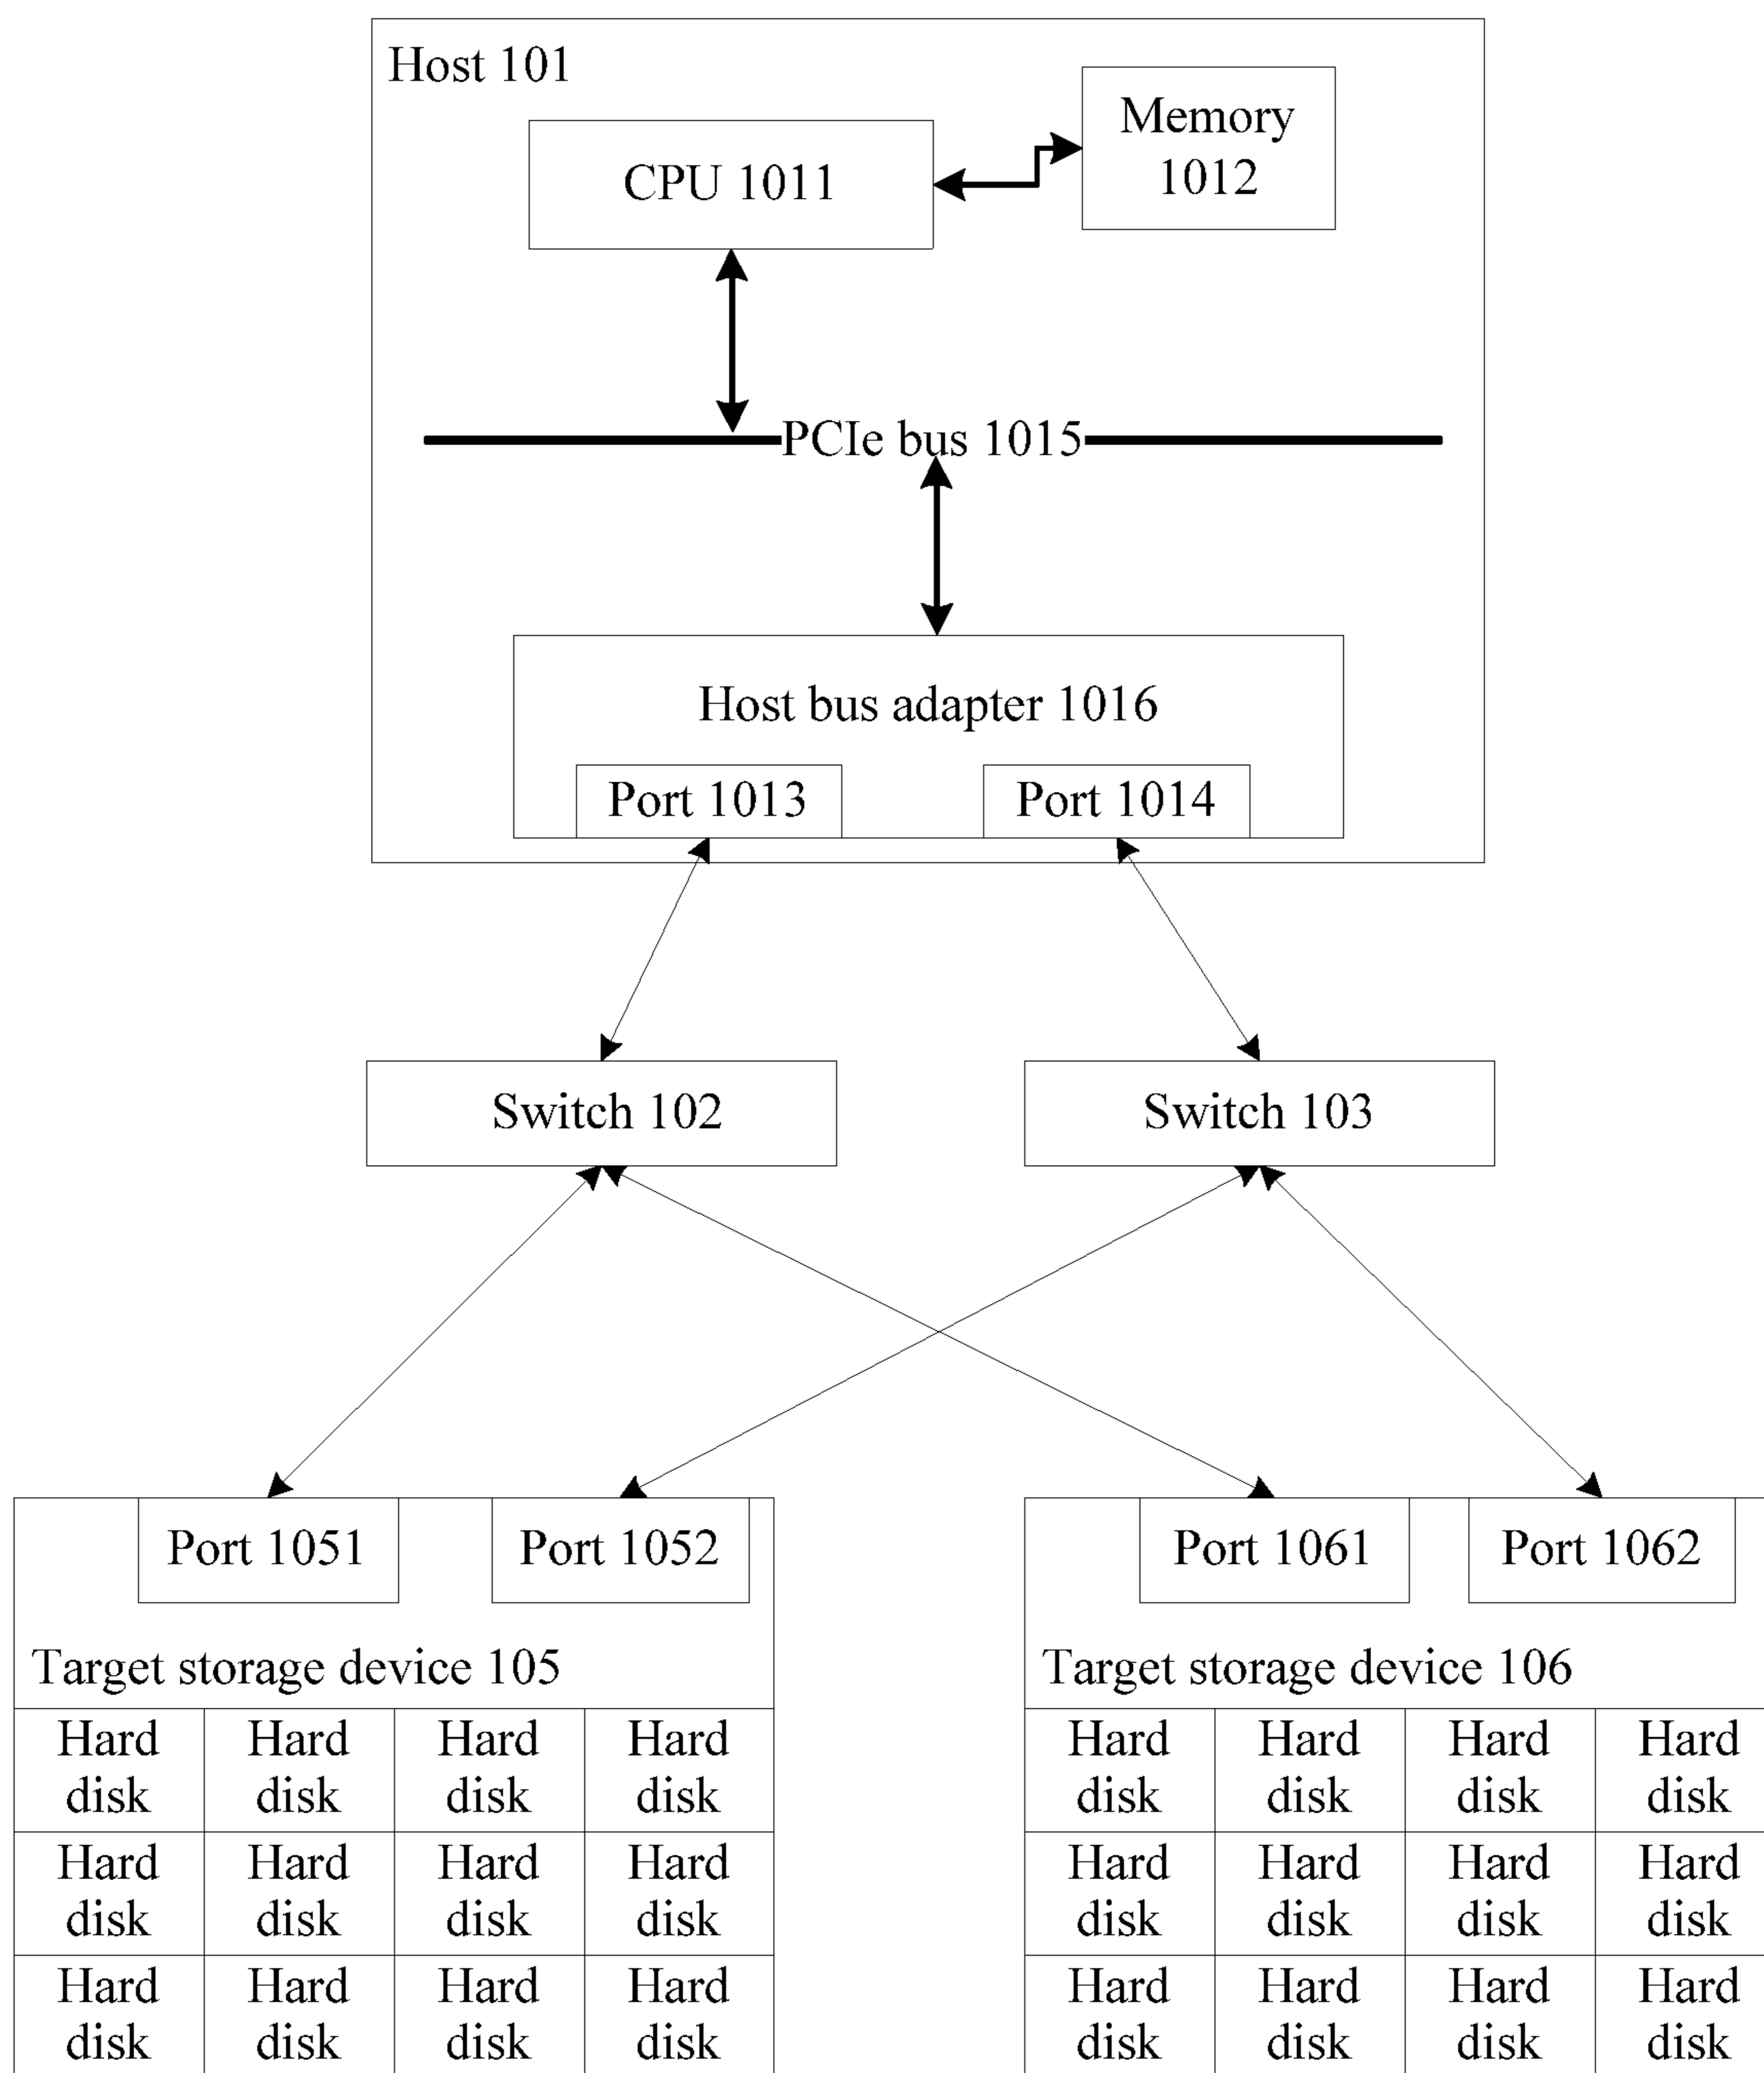 Host 101
Memory
1012
CPU 1011
PCIe bus 1015
Host bus adapter 1016
Port 1013
Port 1014
Switch 102
Switch 103
Port 1051
Port 1052
Port 1061
Port 1062
Target storage device 105
Target storage device 106
Hard Hard Hard Hard
disk disk disk disk
Hard Hard Hard Hard
disk disk disk disk
Hard Hard Hard Hard
disk disk disk disk
Hard Hard Hard Hard
disk disk disk disk
Hard Hard Hard Hard
disk disk disk disk
Hard Hard Hard Hard
disk disk disk disk